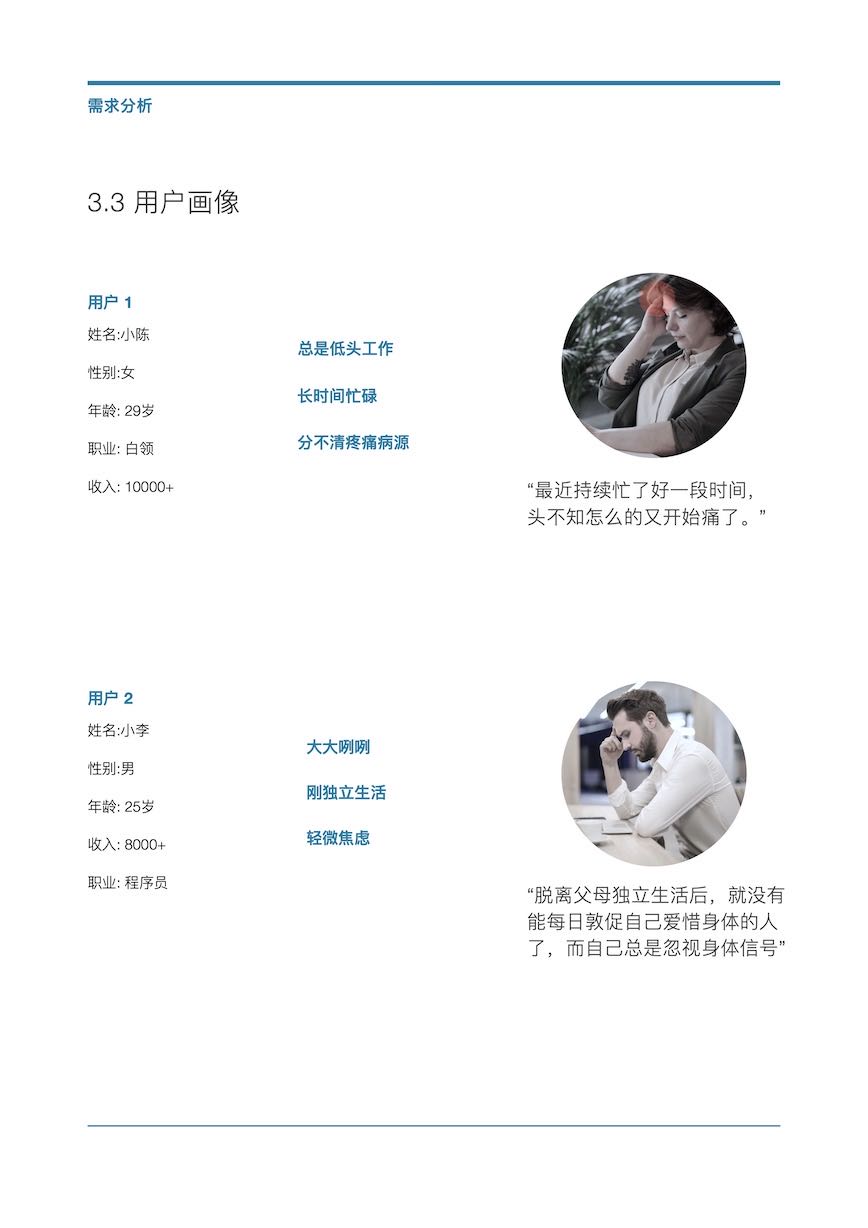 需求分析
3.3 用户画像
用户 1
姓名:小陈
性别:女
年龄: 29岁
职业: 白领
收入: 10000+
总是低头工作
长时间忙碌
分不清疼痛病源
“最近持续忙了好一段时间，
头不知怎么的又开始痛了。”
用户 2
姓名:小李
性别:男
年龄: 25岁
收入: 8000+
职业: 程序员
大大咧咧
刚独立生活
轻微焦虑
“脱离父母独立生活后，就没有
能每日敦促自己爱惜身体的人
了，而自己总是忽视身体信号”